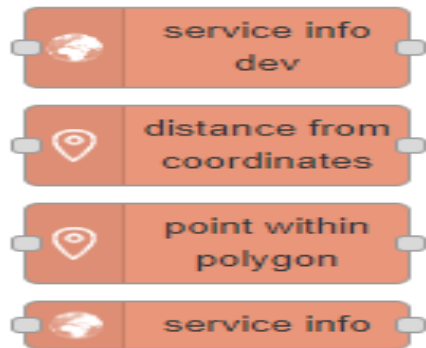 service info
dev
distance from
coordinates
point within
polygon
service info